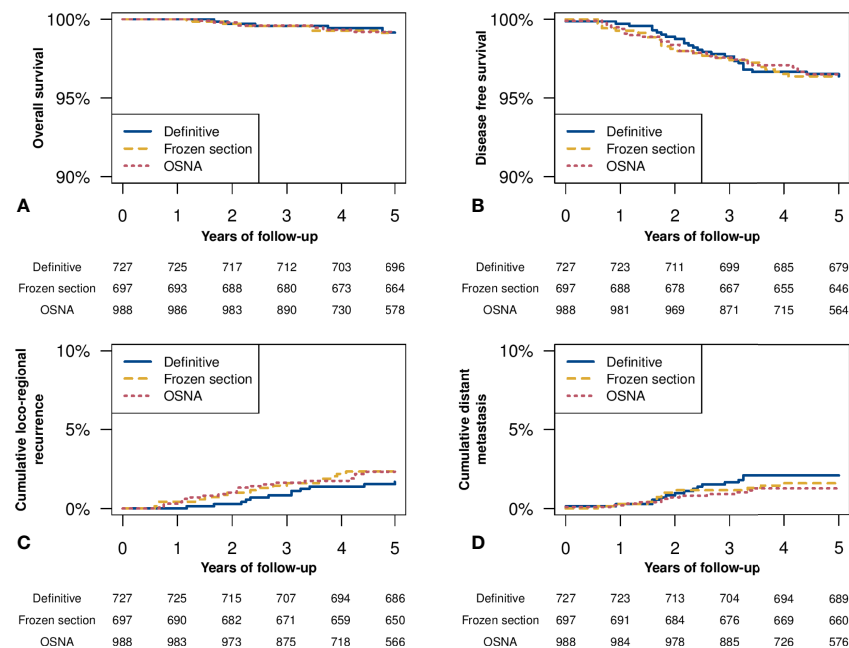 100%
95%
90%
Overall survival
Definitive
Frozen section
OSNA
0 1 2 3 4 5
A
Years of follow-up
Definitive 727 725 717 712 703 696
Frozen section 697 693 688 680 673 664
OSNA 988 986 983 890 730 578
100%
95%
90%
Disease free survival
Definitive
Frozen section
OSNA
0 1 2 3 4 5
B
Years of follow-up
Definitive 727 723 711 699 685 679
Frozen section 697 688 678 667 655 646
OSNA 988 981 969 871 715 564
10%
5%
0%
Cumulative loco-regional
recurrence
Definitive
Frozen section
OSNA
0 1 2 3 4 5
C
Years of follow-up
Definitive 727 725 715 707 694 686
Frozen section 697 690 682 671 659 650
OSNA 988 983 973 875 718 566
10%
5%
0%
Cumulative distant
metastasis
Definitive
Frozen section
OSNA
0 1 2 3 4 5
D
Years of follow-up
Definitive 727 723 713 704 694 689
Frozen section 697 691 684 676 669 660
OSNA 988 984 978 885 726 576